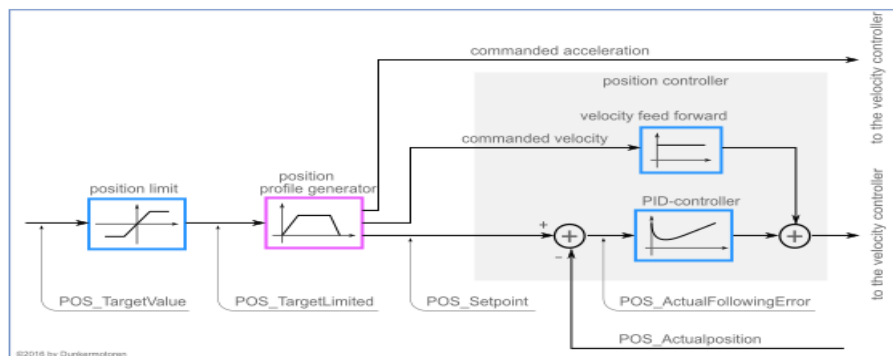 commanded acceleration
to the velocity controller
position controller
velocity feed forward
commanded velocity
position
profile generator
position limit
PID-controller
to the velocity controller
+
-
POS_TargetValue
POS_TargetLimited
POS_Setpoint
POS_ActualFollowingError
POS_Actualposition
©2016 by Dunkermotoren